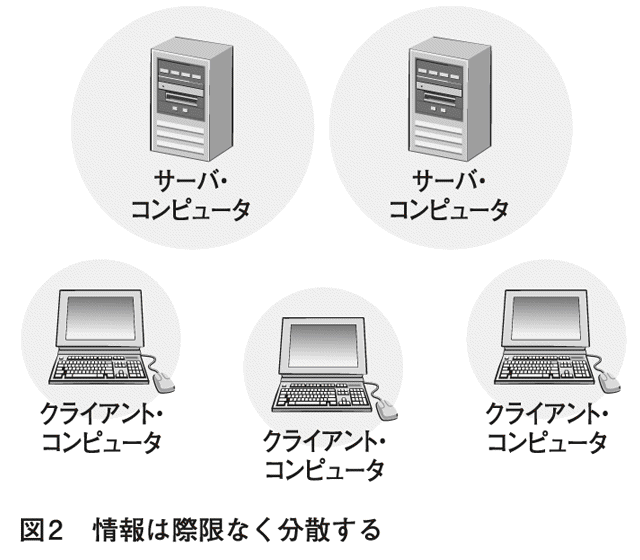 サーバ・
コンピュータ
サーバ・
コンピュータ
クライアント・
コンピュータ
クライアント・
コンピュータ
クライアント・
コンピュータ
図2　情報は際限なく分散する